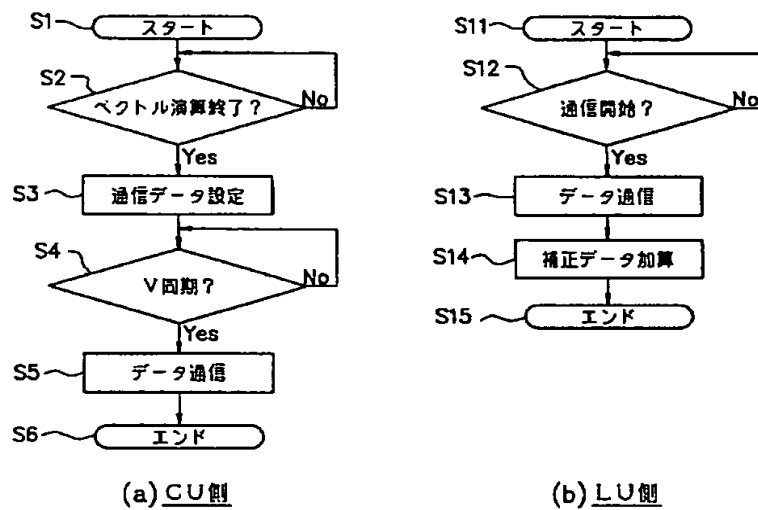 S1
スタート
S2
ベクトル演算終了?
No
Yes
S3
通信データ設定
S4
V同期?
No
Yes
S5
データ通信
S6
エンド
(a) CU側
S11
スタート
S12
通信開始?
No
Yes
S13
データ通信
S14
補正データ加算
S15
エンド
(b) LU側